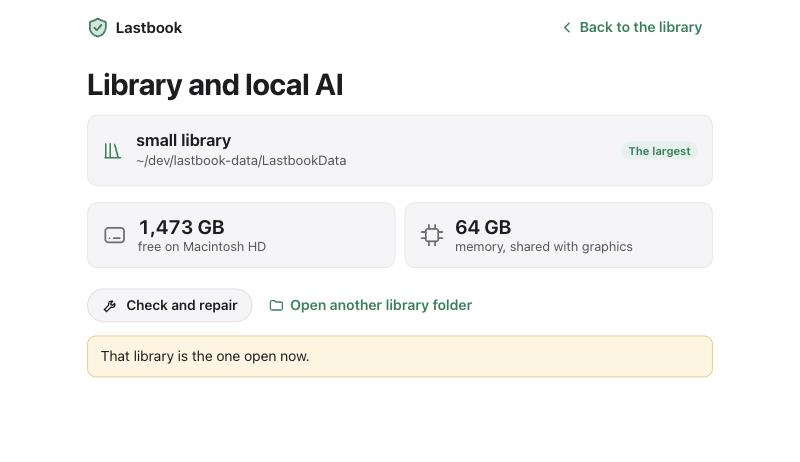 Lastbook
Back to the library
Library and local AI
small library
~/dev/lastbook-data/LastbookData
The largest
1,473 GB
free on Macintosh HD
64 GB
memory, shared with graphics
Check and repair
Open another library folder
That library is the one open now.